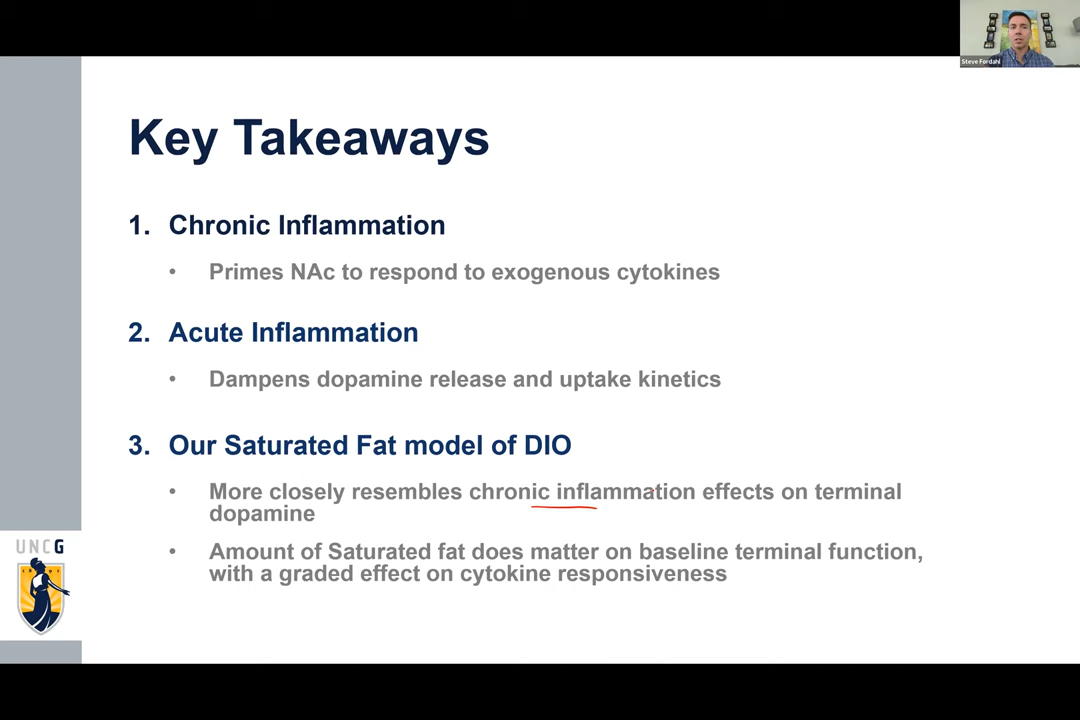 Steve Fordahl
Key Takeaways
1. Chronic Inflammation
• Primes NAc to respond to exogenous cytokines
2. Acute Inflammation
• Dampens dopamine release and uptake kinetics
3. Our Saturated Fat model of DIO
• More closely resembles chronic inflammation effects on terminal
dopamine
• Amount of Saturated fat does matter on baseline terminal function,
with a graded effect on cytokine responsiveness
UNCG